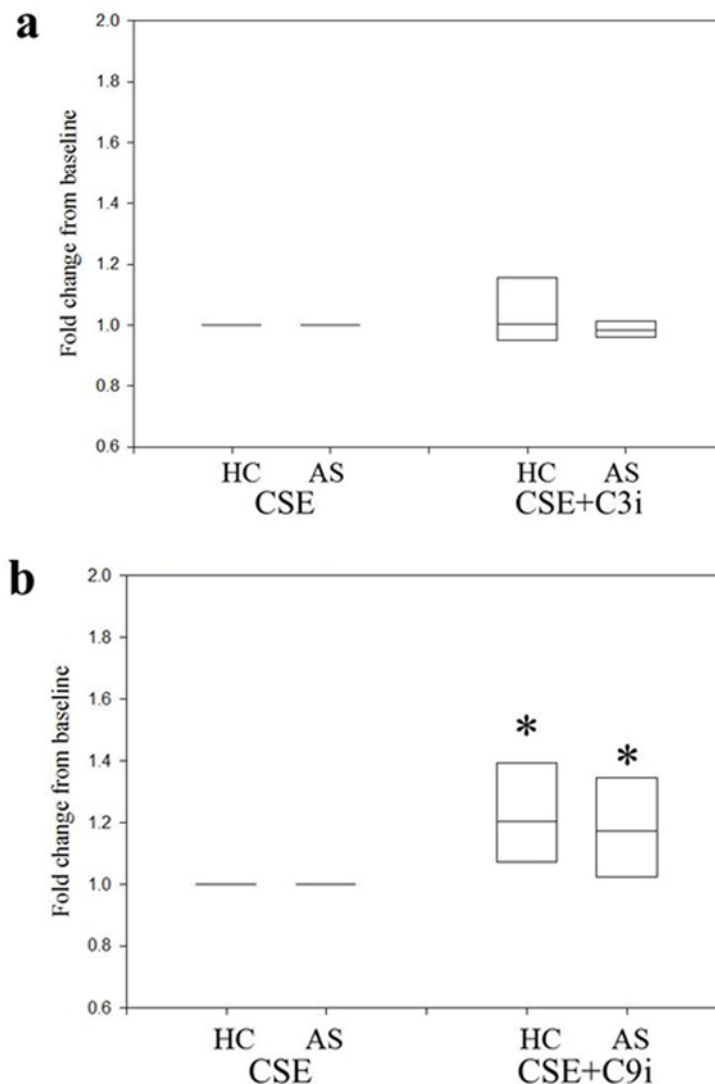 a
Fold change from baseline
2.0
1.8
1.6
1.4
1.2
1.0
0.8
0.6
HC AS HC AS
CSE CSE+C3i
b
Fold change from baseline
2.0
1.8
1.6
1.4
1.2
1.0
0.8
0.6
* *
HC AS HC AS
CSE CSE+C9i